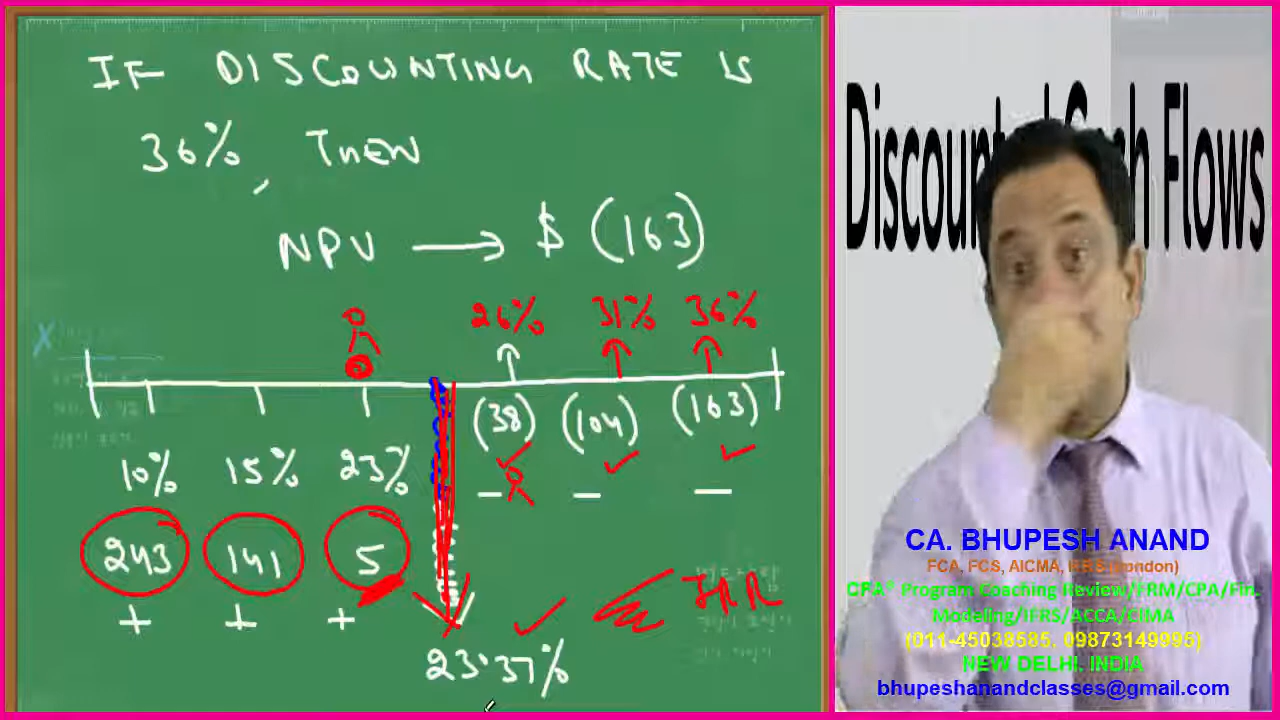 IF DISCOUNTING RATE IS
36%, THEN
NPV → $ (163)
26% 31% 36%
X
(38) (104) (163)
10% 15% 23%
243 141 5
+ + +
IRR
23.37%
Discounted Cash Flows
CA. BHUPESH ANAND
FCA, FCS, AICMA, IFRS (London)
CFA® Program Coaching Review/FRM/CPA/Fin.
Modeling/IFRS/ACCA/CIMA
(011-45038585, 09873149995)
NEW DELHI, INDIA
bhupeshanandclasses@gmail.com